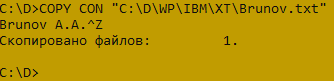 C:\D>COPY CON "C:\D\WP\IBM\XT\Brunov.txt"
Brunov A.A.^Z
Скопировано файлов:         1.
C:\D>